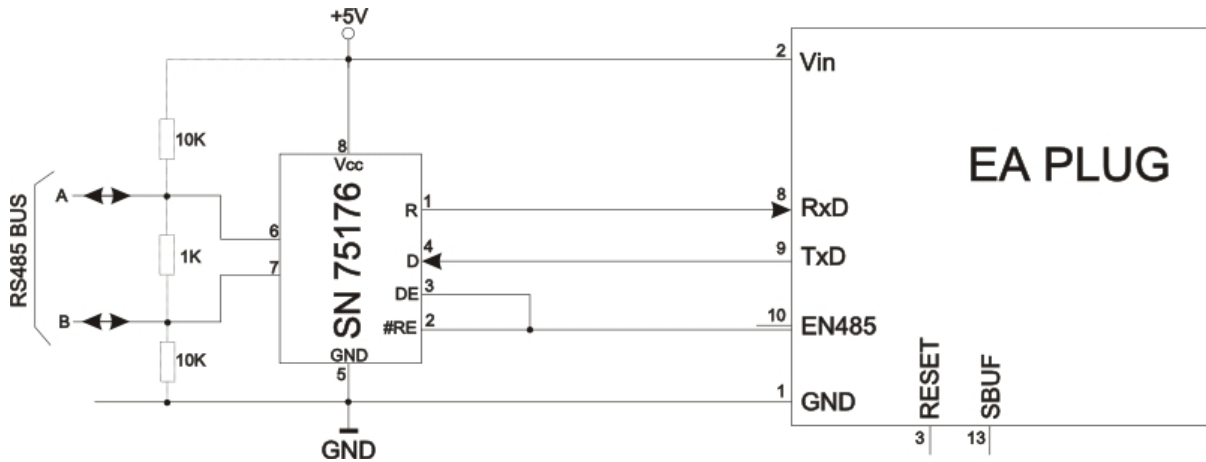 +5V
2
Vin
10K
8
Vcc
EA PLUG
A
6
R
1
8
RxD
RS485 BUS
1K
SN 75176
7
D
4
9
TxD
DE
3
B
#RE
2
10
EN485
10K
GND
5
1
GND
RESET
SBUF
3
13
GND